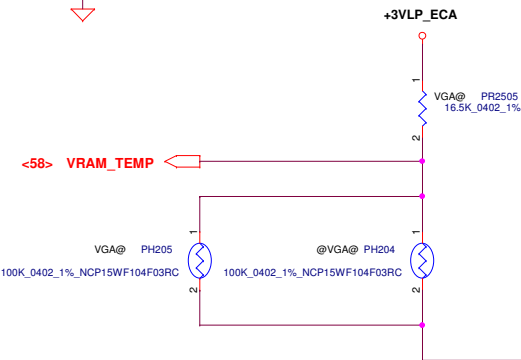 +3VLP_ECA
1
VGA@ PR2505
16.5K_0402_1%
2
<58> VRAM_TEMP
1
1
VGA@ PH205
@VGA@ PH204
100K_0402_1%_NCP15WF104F03RC
100K_0402_1%_NCP15WF104F03RC
2
2